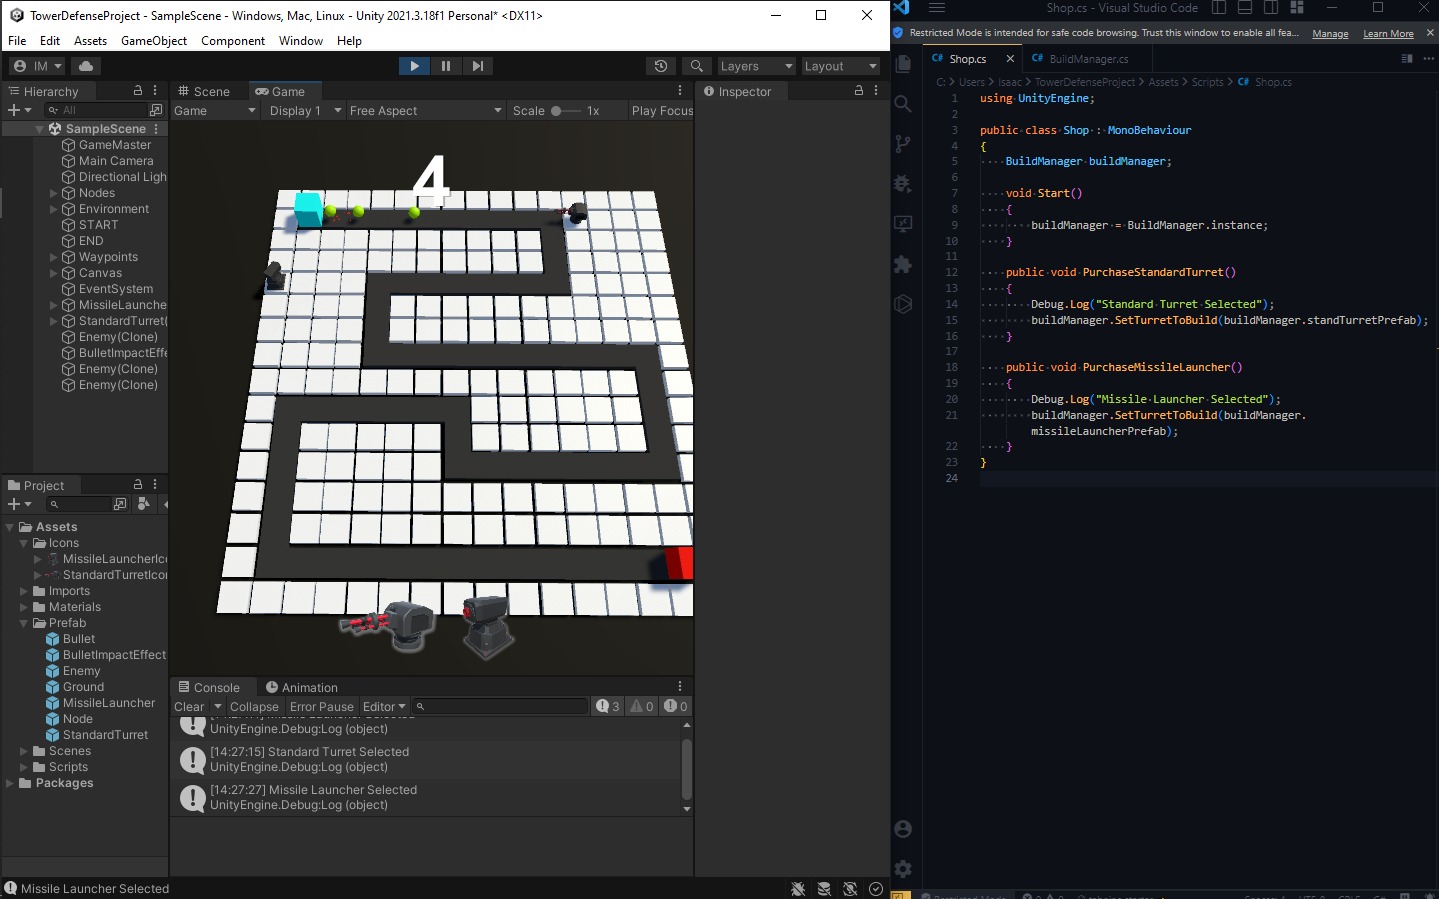 TowerDefenseProject - SampleScene - Windows, Mac, Linux - Unity 2021.3.18f1 Personal* <DX11>
File Edit Assets GameObject Component Window Help
IM
Layers
Layout
Hierarchy
All
SampleScene
GameMaster
Main Camera
Directional Ligh
Nodes
Environment
START
END
Waypoints
Canvas
EventSystem
MissileLaunche
StandardTurret(
Enemy(Clone)
BulletImpactEffe
Enemy(Clone)
Enemy(Clone)
Scene Game
Game Display 1 Free Aspect Scale 1x Play Focus
4
Inspector
Project
Assets
Icons
MissileLauncherIc
StandardTurretIco
Imports
Materials
Prefab
Bullet
BulletImpactEffect
Enemy
Ground
MissileLauncher
Node
StandardTurret
Scenes
Scripts
Packages
Console Animation
Clear Collapse Error Pause Editor 3 0 0
UnityEngine.Debug:Log (object)
[14:27:15] Standard Turret Selected
UnityEngine.Debug:Log (object)
[14:27:27] Missile Launcher Selected
UnityEngine.Debug:Log (object)
Missile Launcher Selected
Shop.cs - Visual Studio Code
Restricted Mode is intended for safe code browsing. Trust this window to enable all fea... Manage Learn More
C# Shop.cs C# BuildManager.cs
C: > Users > Isaac > TowerDefenseProject > Assets > Scripts > C# Shop.cs
1 using UnityEngine;
2
3 public class Shop : MonoBehaviour
4 {
5 BuildManager buildManager;
6
7 void Start()
8 {
9 buildManager = BuildManager.instance;
10 }
11
12 public void PurchaseStandardTurret()
13 {
14 Debug.Log("Standard Turret Selected");
15 buildManager.SetTurretToBuild(buildManager.standTurretPrefab);
16 }
17
18 public void PurchaseMissileLauncher()
19 {
20 Debug.Log("Missile Launcher Selected");
21 buildManager.SetTurretToBuild(buildManager.
missileLauncherPrefab);
22 }
23 }
24